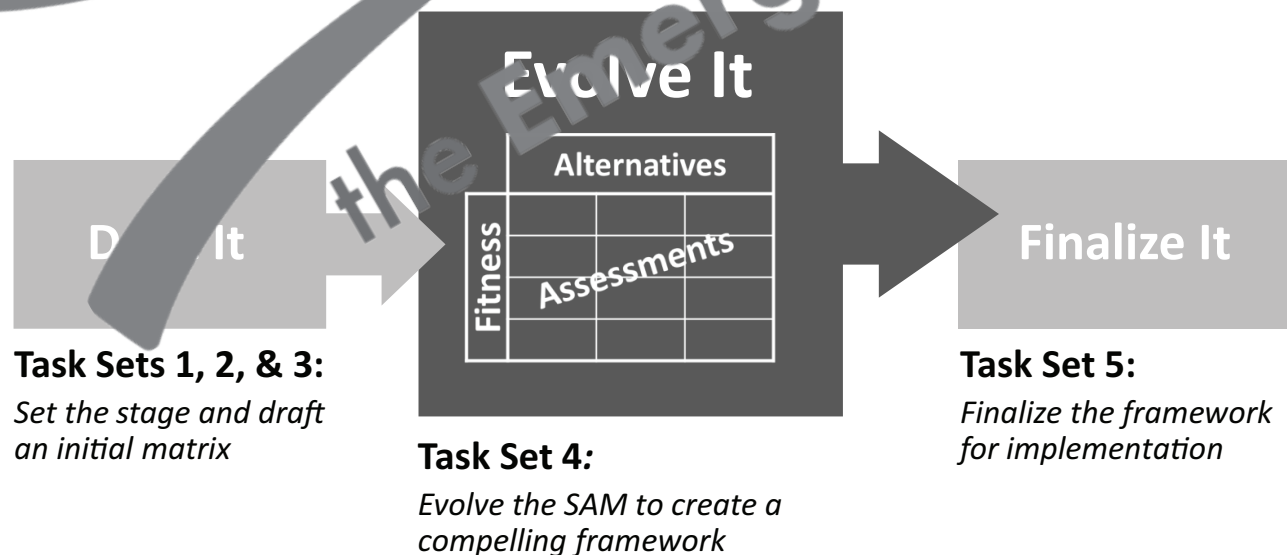 the Emerg
Evolve It
Alternatives
Fitness
Assessments
It
Finalize It
Task Sets 1, 2, & 3:
Set the stage and draft
an initial matrix
Task Set 4:
Evolve the SAM to create a
compelling framework
Task Set 5:
Finalize the framework
for implementation